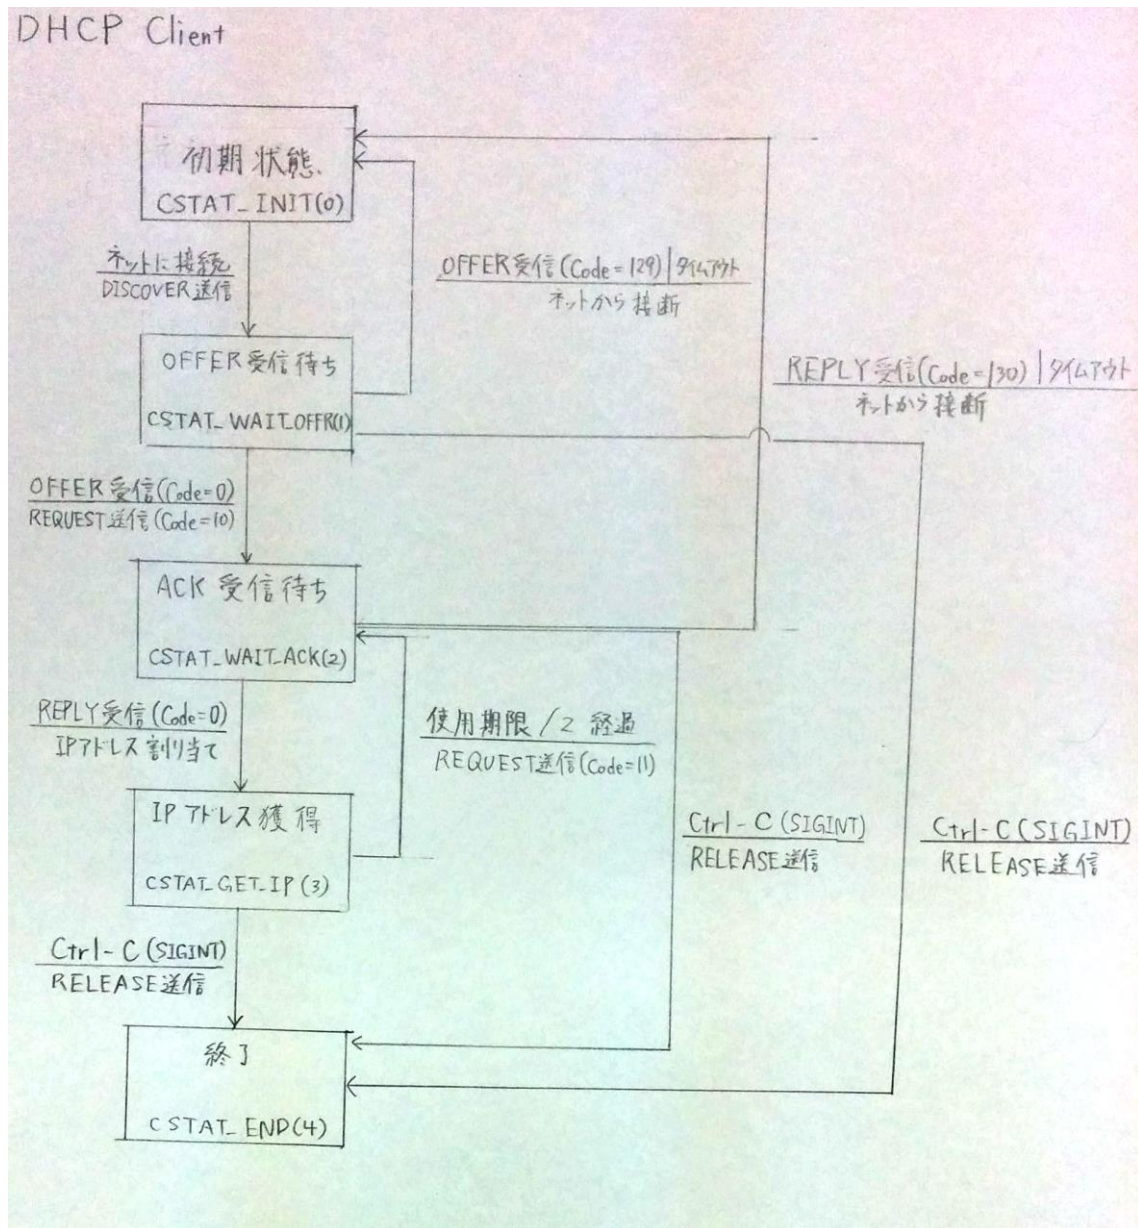 DHCP Client
初期状態
CSTAT_INIT(0)
ネットに接続
DISCOVER送信
OFFER受信(Code=129)|タイムアウト
ネットから接断
OFFER受信待ち
CSTAT_WAIT_OFFR(1)
REPLY受信(Code=130)|タイムアウト
ネットから接断
OFFER受信(Code=0)
REQUEST送信(Code=10)
ACK受信待ち
CSTAT_WAIT_ACK(2)
REPLY受信(Code=0)
IPアドレス割り当て
使用期限/2 経過
REQUEST送信(Code=11)
IPアドレス獲得
CSTAT_GET_IP(3)
Ctrl-C(SIGINT)
RELEASE送信
Ctrl-C(SIGINT)
RELEASE送信
Ctrl-C(SIGINT)
RELEASE送信
終了
CSTAT_END(4)